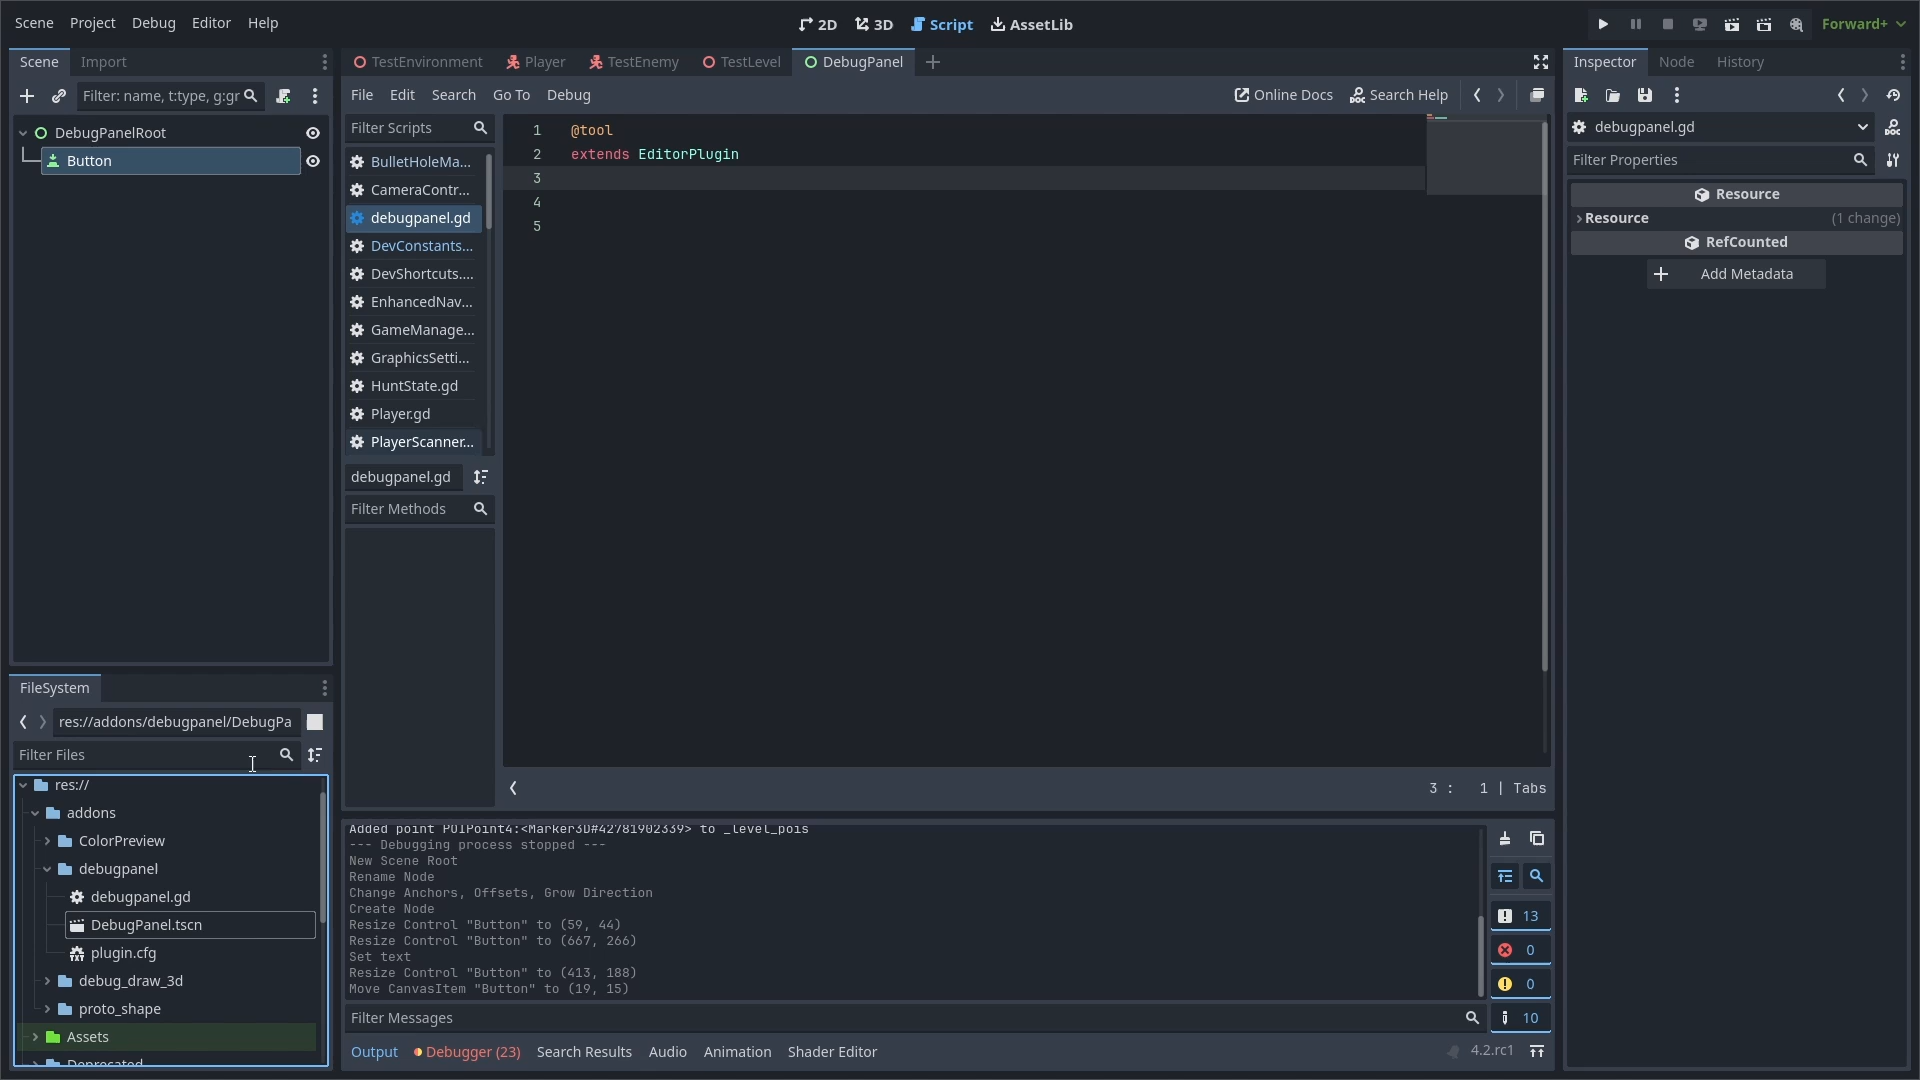 Scene Project Debug Editor Help
2D 3D Script AssetLib
Forward+
Scene Import
Filter: name, t:type, g:gr
DebugPanelRoot
Button
TestEnvironment Player TestEnemy TestLevel DebugPanel
File Edit Search Go To Debug
Online Docs Search Help
Filter Scripts
BulletHoleMa...
CameraContr...
debugpanel.gd
DevConstants...
DevShortcuts....
EnhancedNav...
GameManage...
GraphicsSetti...
HuntState.gd
Player.gd
PlayerScanner...
debugpanel.gd
Filter Methods
1 @tool
2 extends EditorPlugin
3
4
5
3 : 1 | Tabs
Inspector Node History
debugpanel.gd
Filter Properties
Resource
Resource (1 change)
RefCounted
Add Metadata
FileSystem
res://addons/debugpanel/DebugPa
Filter Files
res://
addons
ColorPreview
debugpanel
debugpanel.gd
DebugPanel.tscn
plugin.cfg
debug_draw_3d
proto_shape
Assets
Deprecated
Added point POIPoint4:<Marker3D#42781902339> to _level_pois
--- Debugging process stopped ---
New Scene Root
Rename Node
Change Anchors, Offsets, Grow Direction
Create Node
Resize Control "Button" to (59, 44)
Resize Control "Button" to (667, 266)
Set text
Resize Control "Button" to (413, 188)
Move CanvasItem "Button" to (19, 15)
13
0
0
10
Filter Messages
Output Debugger (23) Search Results Audio Animation Shader Editor
4.2.rc1